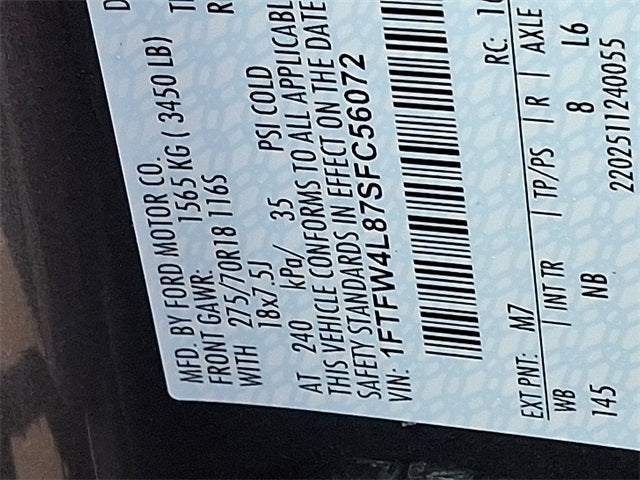 MFD. BY FORD MOTOR CO.
FRONT GAWR: 1565 KG ( 3450 LB)
WITH 275/70R18 116S
18x7.5J
AT 240 kPa/ 35 PSI COLD
THIS VEHICLE CONFORMS TO ALL APPLICABL
SAFETY STANDARDS IN EFFECT ON THE DATE
VIN: 1FTFW4L87SFC56072
EXT PNT: M7 RC:
WB | INT TR | TP/PS | R | AXLE
145 NB 8 L6
2202511240055